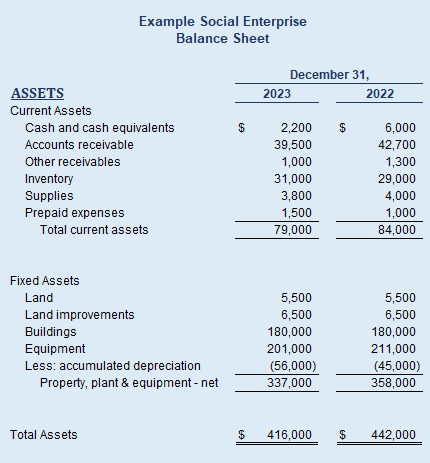 Example Social Enterprise
Balance Sheet
December 31,
ASSETS 2023 2022
Current Assets
Cash and cash equivalents $ 2,200 $ 6,000
Accounts receivable 39,500 42,700
Other receivables 1,000 1,300
Inventory 31,000 29,000
Supplies 3,800 4,000
Prepaid expenses 1,500 1,000
Total current assets 79,000 84,000
Fixed Assets
Land 5,500 5,500
Land improvements 6,500 6,500
Buildings 180,000 180,000
Equipment 201,000 211,000
Less: accumulated depreciation (56,000) (45,000)
Property, plant & equipment - net 337,000 358,000
Total Assets $ 416,000 $ 442,000